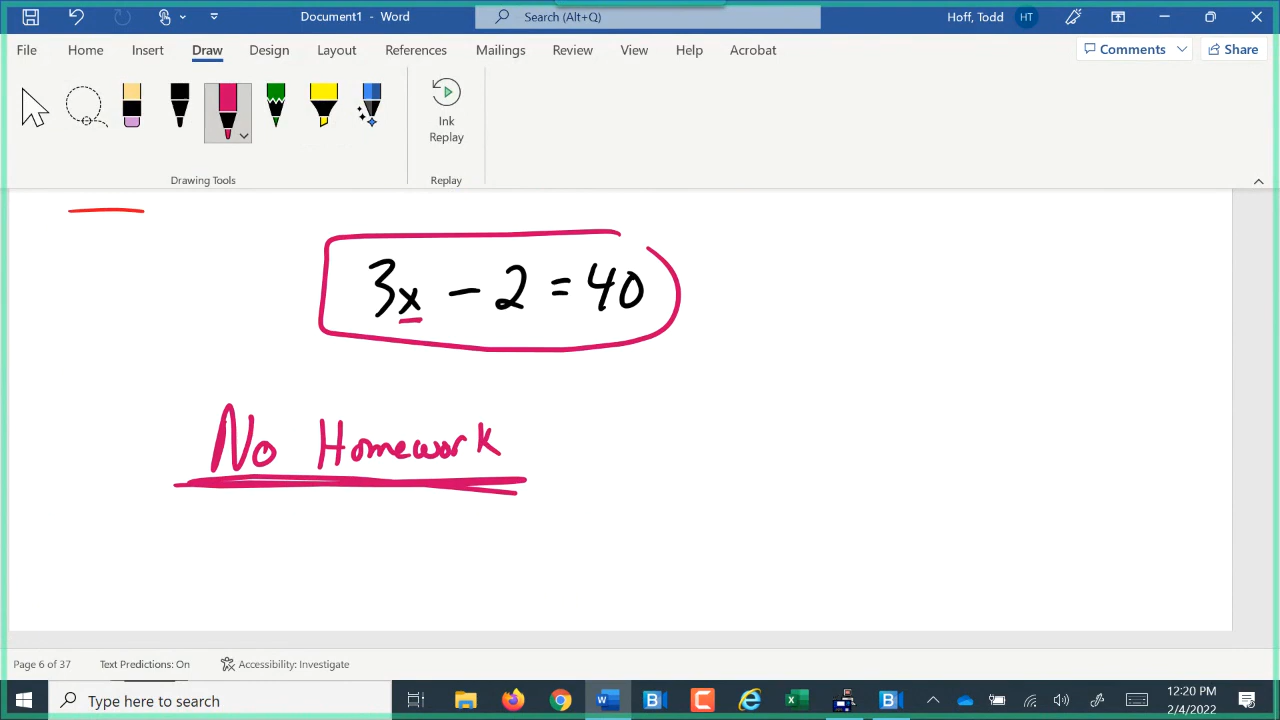 Document1 - Word
Search (Alt+Q)
Hoff, Todd
HT
File Home Insert Draw Design Layout References Mailings Review View Help Acrobat
Comments
Share
Ink
Replay
Drawing Tools
Replay
3x - 2 = 40
No Homework
Page 6 of 37
Text Predictions: On
Accessibility: Investigate
Type here to search
12:20 PM
2/4/2022